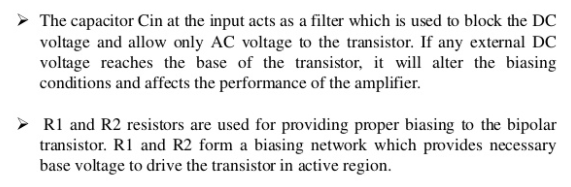 ➢ The capacitor Cin at the input acts as a filter which is used to block the DC
voltage and allow only AC voltage to the transistor. If any external DC
voltage reaches the base of the transistor, it will alter the biasing
conditions and affects the performance of the amplifier.
➢ R1 and R2 resistors are used for providing proper biasing to the bipolar
transistor. R1 and R2 form a biasing network which provides necessary
base voltage to drive the transistor in active region.